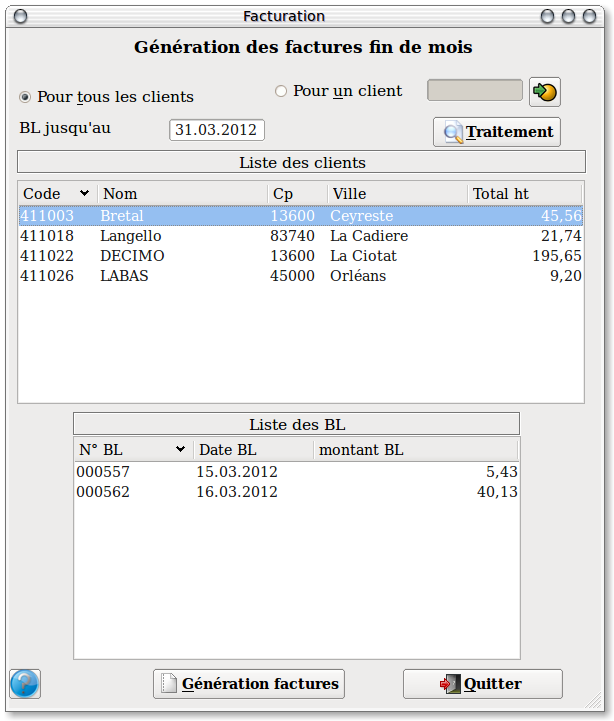 Facturation
Génération des factures fin de mois
Pour tous les clients Pour un client
BL jusqu'au 31.03.2012 Traitement
Liste des clients
Code Nom Cp Ville Total ht
411003 Bretal 13600 Ceyreste 45,56
411018 Langello 83740 La Cadiere 21,74
411022 DECIMO 13600 La Ciotat 195,65
411026 LABAS 45000 Orléans 9,20
Liste des BL
N° BL Date BL montant BL
000557 15.03.2012 5,43
000562 16.03.2012 40,13
? Génération factures Quitter